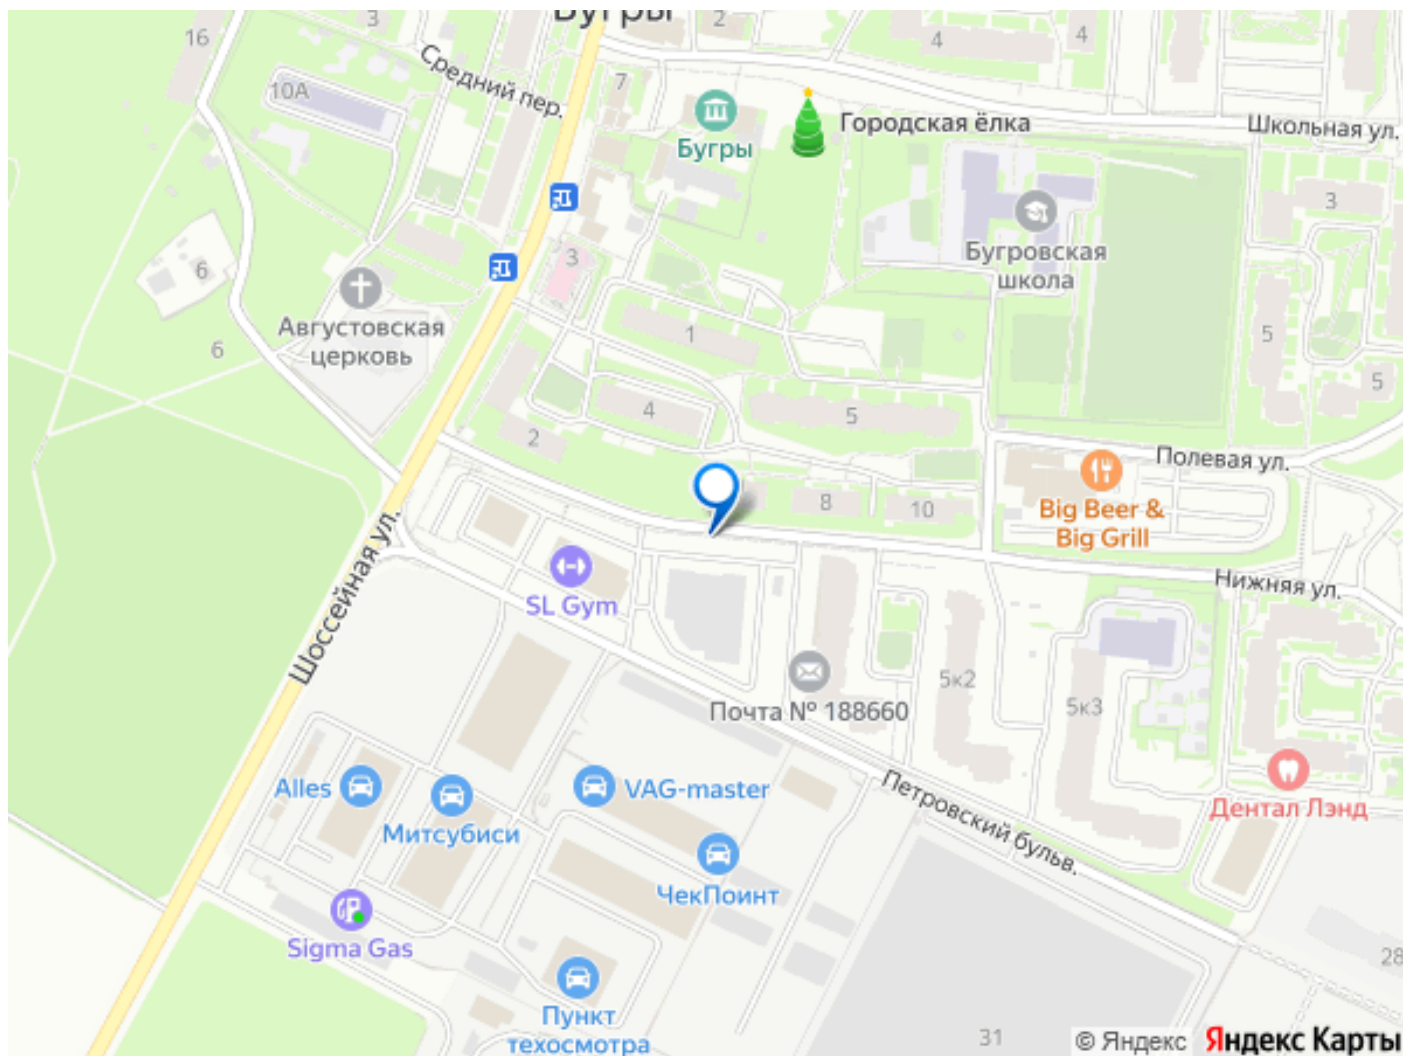 Бугры
3
2
16
4
4
Средний пер.
7
10А
Городская ёлка
Школьная ул.
Бугры
3
Бугровская
школа
3
6
Августовская
церковь
6
1
5
5
4
5
2
Полевая ул.
8
10
Big Beer &
Big Grill
Шоссейная ул.
SL Gym
Нижняя ул.
5к2
5к3
Почта № 188660
Alles
Митсубиси
VAG-master
Петровский бульв.
Дентал Лэнд
ЧекПоинт
Sigma Gas
28
Пункт
техосмотра
31
© Яндекс Яндекс Карты